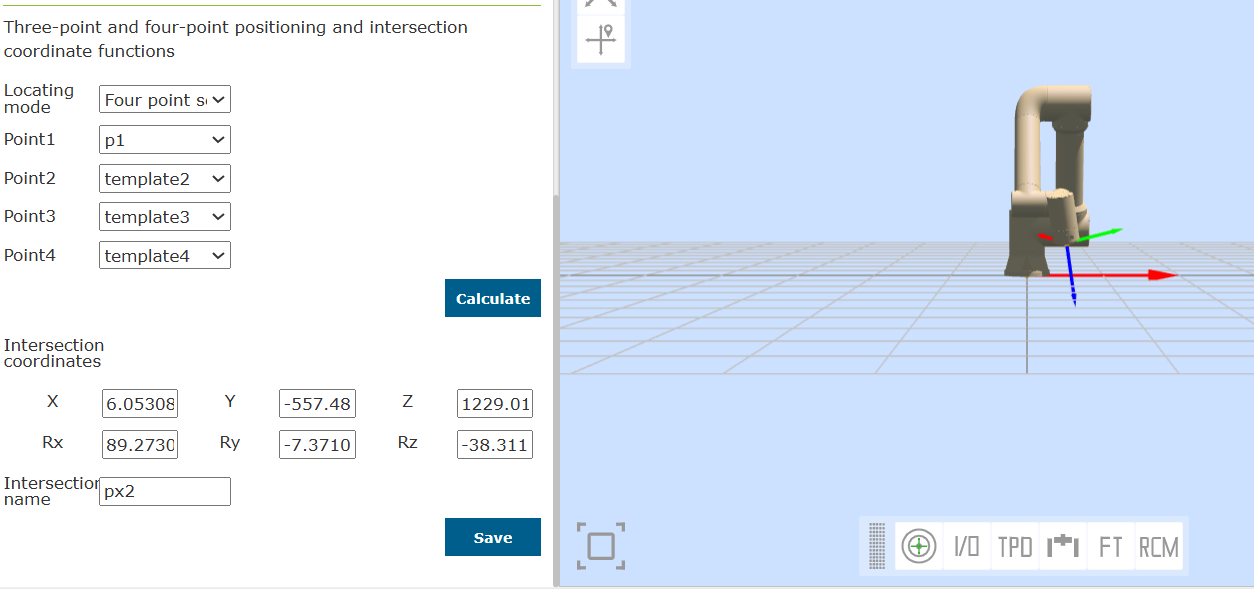 Three-point and four-point positioning and intersection
coordinate functions
Locating
mode
Four point s
Point1
p1
Point2
template2
Point3
template3
Point4
template4
Calculate
Intersection
coordinates
X 6.05308 Y -557.48 Z 1229.01
Rx 89.2730 Ry -7.3710 Rz -38.311
Intersection
name
px2
Save
I/O TPD FT RCM